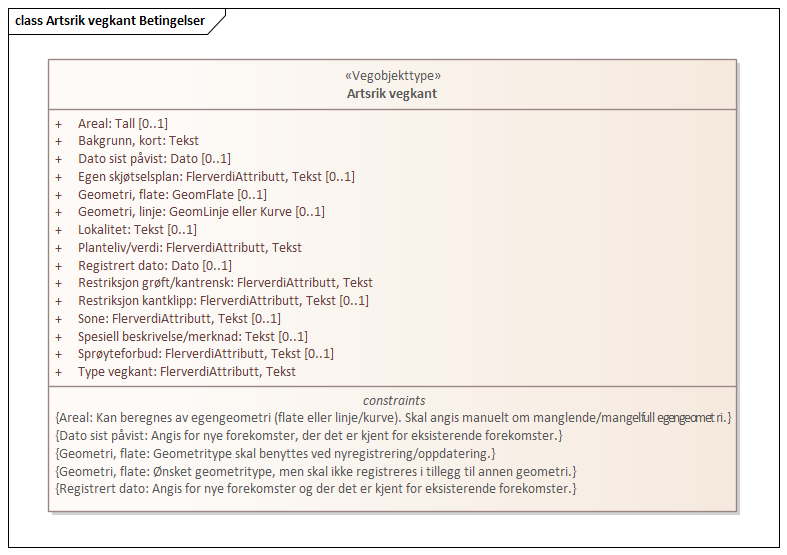 class Artsrik vegkant Betingelser
«Vegobjekttype»
Artsrik vegkant
+ Areal: Tall [0..1]
+ Bakgrunn, kort: Tekst
+ Dato sist påvist: Dato [0..1]
+ Egen skjøtselsplan: FlerverdiAttributt, Tekst [0..1]
+ Geometri, flate: GeomFlate [0..1]
+ Geometri, linje: GeomLinje eller Kurve [0..1]
+ Lokalitet: Tekst [0..1]
+ Planteliv/verdi: FlerverdiAttributt, Tekst
+ Registrert dato: Dato [0..1]
+ Restriksjon grøft/kantrensk: FlerverdiAttributt, Tekst
+ Restriksjon kantklipp: FlerverdiAttributt, Tekst [0..1]
+ Sone: FlerverdiAttributt, Tekst [0..1]
+ Spesiell beskrivelse/merknad: Tekst [0..1]
+ Sprøyteforbud: FlerverdiAttributt, Tekst [0..1]
+ Type vegkant: FlerverdiAttributt, Tekst
constraints
{Areal: Kan beregnes av egengeometri (flate eller linje/kurve). Skal angis manuelt om manglende/mangelfull egengeometri.}
{Dato sist påvist: Angis for nye forekomster, der det er kjent for eksisterende forekomster.}
{Geometri, flate: Geometritype skal benyttes ved nyregistrering/oppdatering.}
{Geometri, flate: Ønsket geometritype, men skal ikke registreres i tillegg til annen geometri.}
{Registrert dato: Angis for nye forekomster og der det er kjent for eksisterende forekomster.}